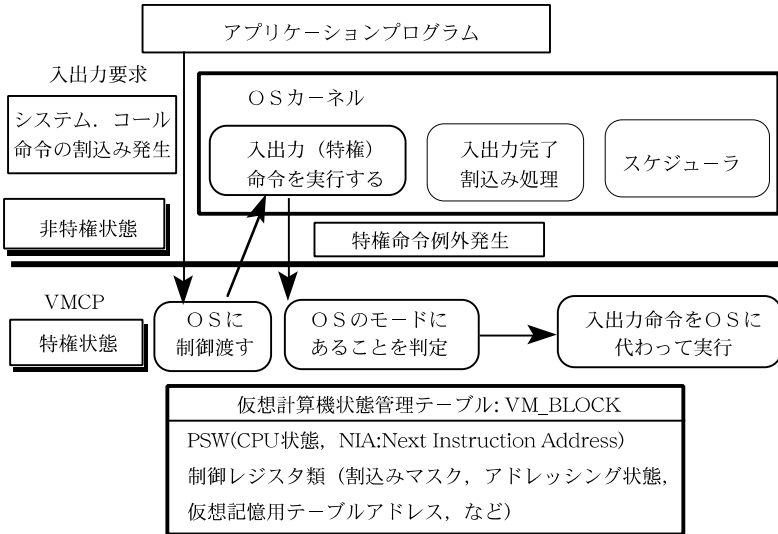 アプリケーションプログラム
入出力要求
システム．コール
命令の割込み発生
ＯＳカーネル
入出力（特権）
命令を実行する
入出力完了
割込み処理
スケジューラ
非特権状態
特権命令例外発生
VMCP
特権状態
ＯＳに
制御渡す
ＯＳのモードに
あることを判定
入出力命令をＯＳに
代わって実行
仮想計算機状態管理テーブル: VM_BLOCK
PSW(CPU状態，NIA:Next Instruction Address)
制御レジスタ類（割込みマスク，アドレッシング状態，
仮想記憶用テーブルアドレス，など）